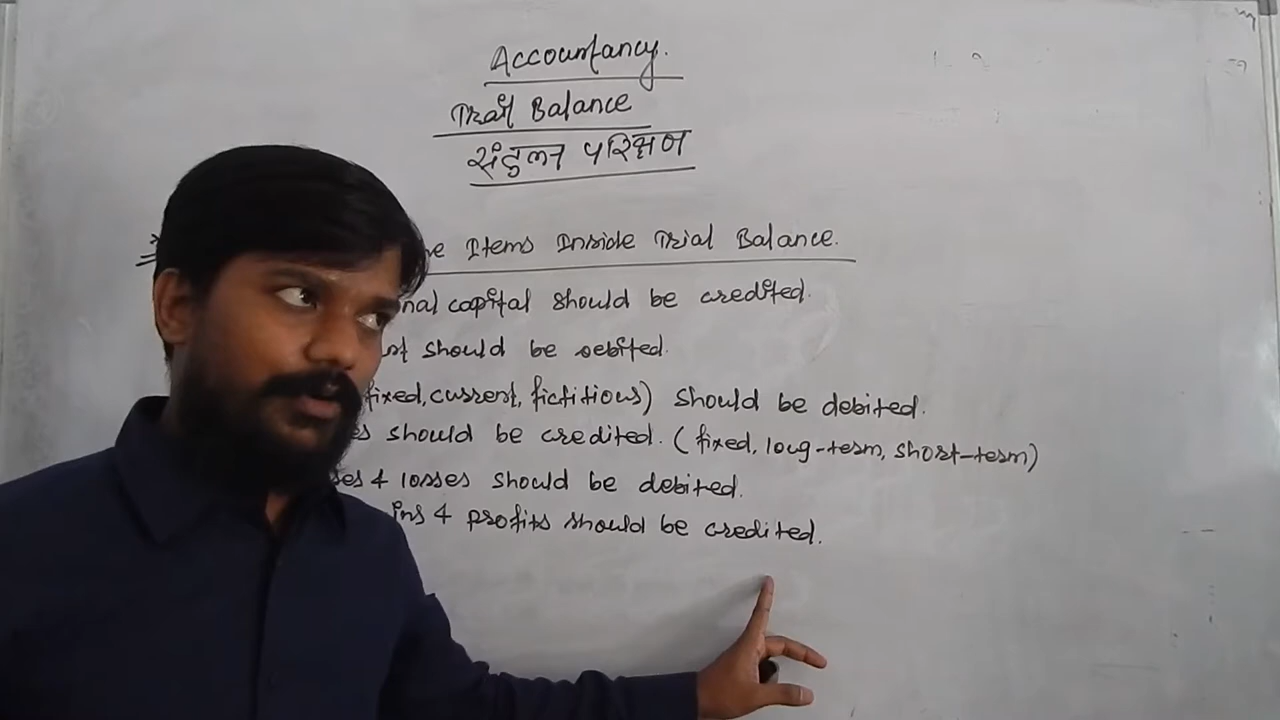 Accountancy.
Trail Balance
संतुलन परिक्षण
Items Inside Trial Balance.
capital should be credited.
should be debited.
fixed, current, fictitious) should be debited.
should be credited. (fixed, long-term, short-term)
& losses should be debited.
& profits should be credited.